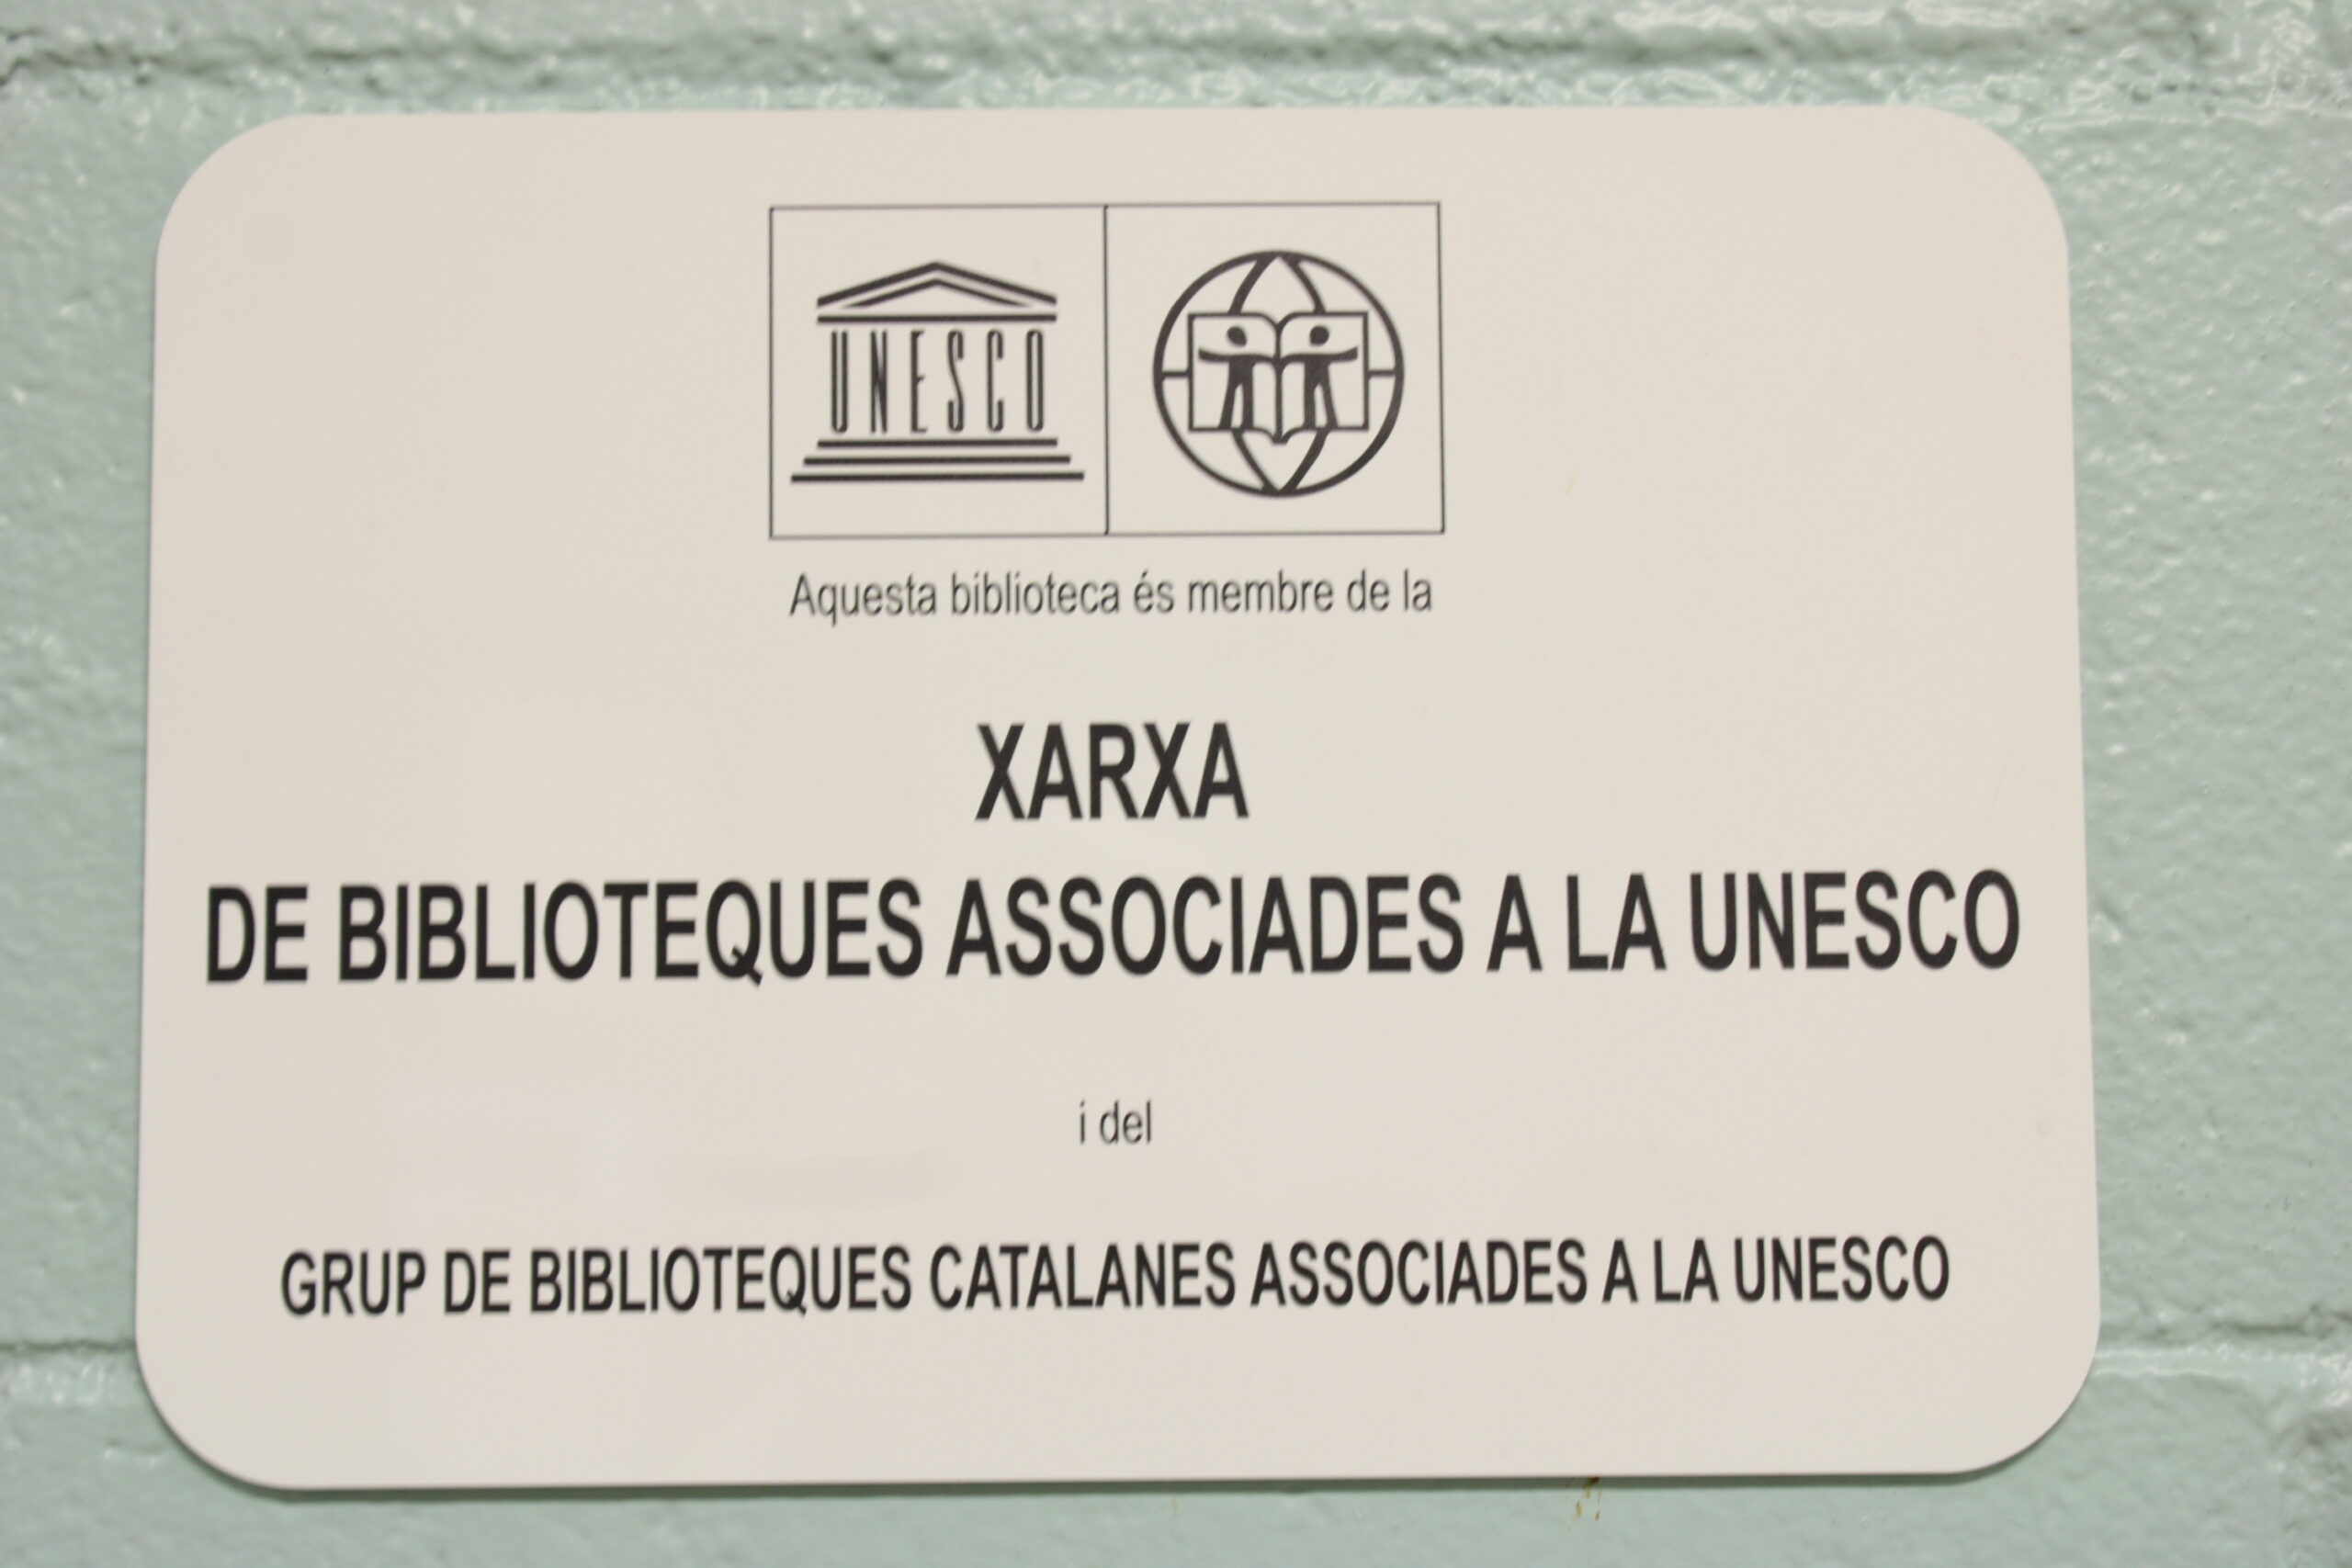 UNESCO
Aquesta biblioteca és membre de la
XARXA
DE BIBLIOTEQUES ASSOCIADES A LA UNESCO
i del
GRUP DE BIBLIOTEQUES CATALANES ASSOCIADES A LA UNESCO